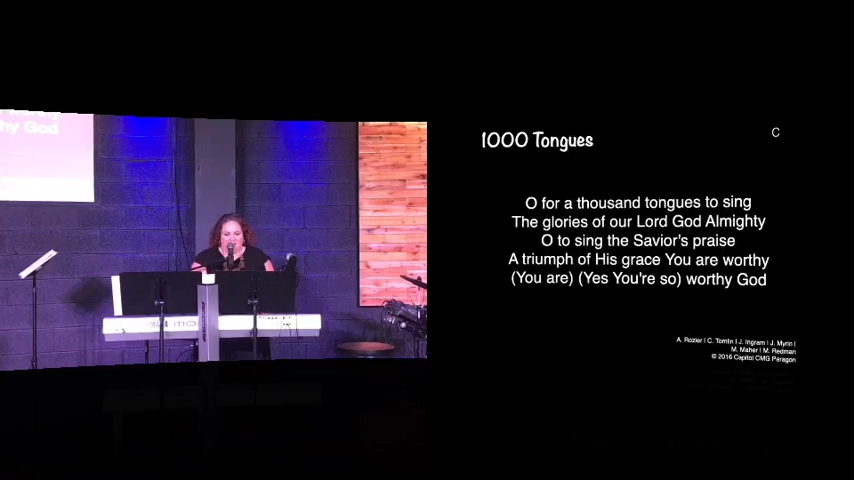 hy God
1000 Tongues
C
O for a thousand tongues to sing
The glories of our Lord God Almighty
O to sing the Savior's praise
A triumph of His grace You are worthy
(You are) (Yes You're so) worthy God
A. Rozier | C. Tomlin | J. Ingram | J. Myrin |
M. Maher | M. Redman
© 2016 Capitol CMG Paragon